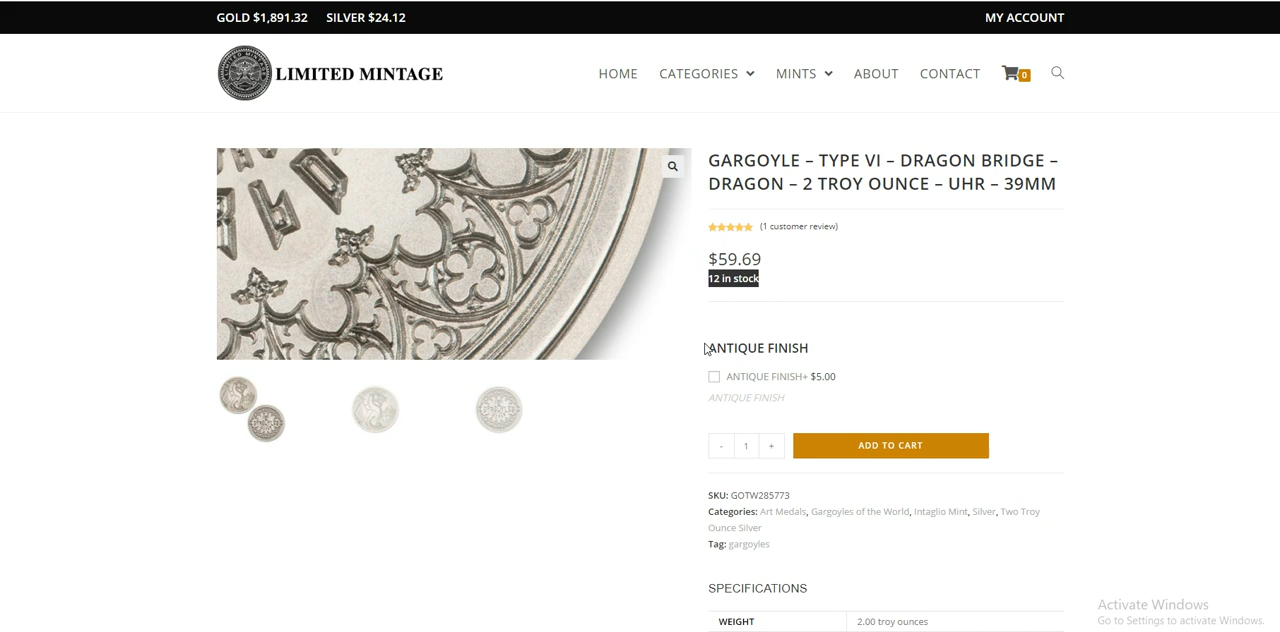 GOLD $1,891.32 SILVER $24.12 MY ACCOUNT
LIMITED MINTAGE
HOME CATEGORIES MINTS ABOUT CONTACT 0
GARGOYLE – TYPE VI – DRAGON BRIDGE –
DRAGON – 2 TROY OUNCE – UHR – 39MM
(1 customer review)
$59.69
12 in stock
ANTIQUE FINISH
ANTIQUE FINISH+ $5.00
ANTIQUE FINISH
- 1 + ADD TO CART
SKU: GOTW285773
Categories: Art Medals, Gargoyles of the World, Intaglio Mint, Silver, Two Troy
Ounce Silver
Tag: gargoyles
SPECIFICATIONS
WEIGHT 2.00 troy ounces
Activate Windows
Go to Settings to activate Windows.